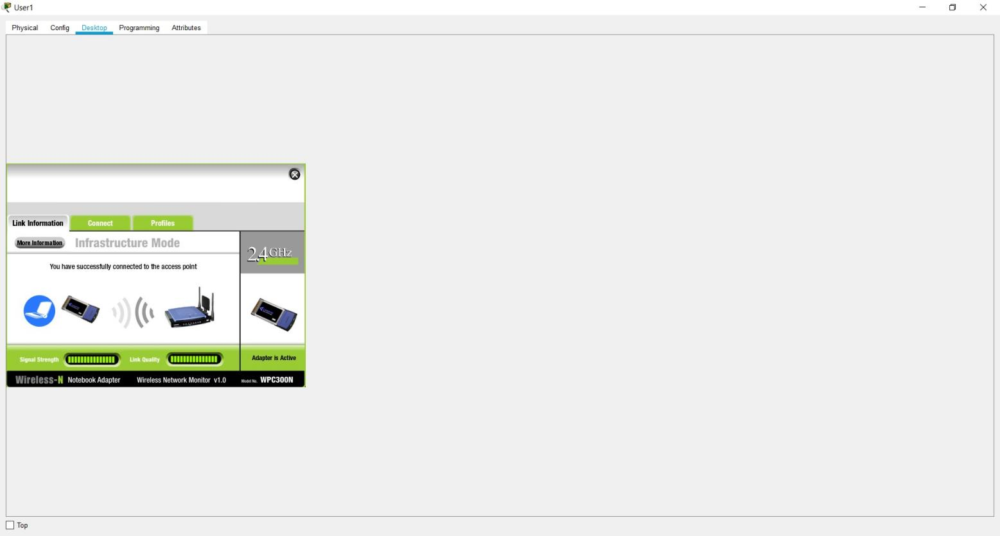 User1
Physical Config Desktop Programming Attributes
Link Information Connect Profiles
More Information Infrastructure Mode
2.4GHz
You have successfully connected to the access point
Signal Strength Link Quality Adapter is Active
Wireless-N Notebook Adapter Wireless Network Monitor v1.0 Model No. WPC300N
Top